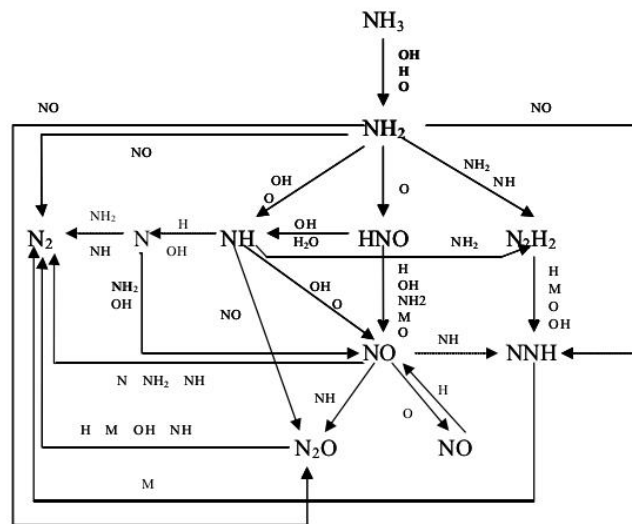 NH₃
OH
H
O
NO NH₂ NO
NO
NH₂
NH
OH
O
O
N₂ NH₂ NH N H OH NH OH H₂O HNO NH₂ N₂H₂
NH₂
OH
NO
OH
O
H
OH
NH2
M
O
H
M
O
OH
NO NH NNH
N NH₂ NH
NH
O
H
H M OH NH
N₂O NO
M